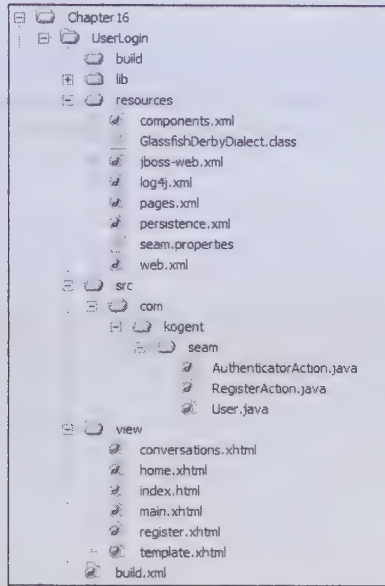 Chapter 16
UserLogin
build
lib
resources
components.xml
GlassfishDerbyDialect.class
jboss-web.xml
log4j.xml
pages.xml
persistence.xml
seam.properties
web.xml
src
com
kogent
seam
AuthenticatorAction.java
RegisterAction.java
User.java
view
conversations.xhtml
home.xhtml
index.html
main.xhtml
register.xhtml
template.xhtml
build.xml